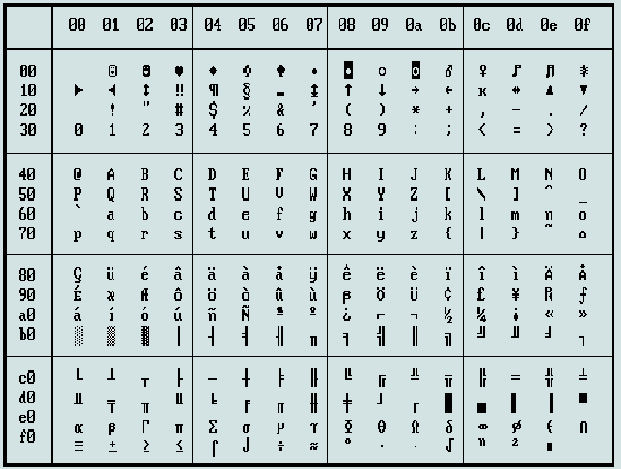 00 01 02 03 04 05 06 07 08 09 0a 0b 0c 0d 0e 0f
00 ☺ ☻ ♥ ♦ ♣ ♠ • ◘ ○ ◙ ♂ ♀ ♪ ♫ ☼
10 ► ◄ ↕ ‼ ¶ § ▬ ↨ ↑ ↓ → ← ↔ ▲ ▼
20 ! " # $ % & ' ( ) * + , - . /
30 0 1 2 3 4 5 6 7 8 9 : ; < = > ?
40 @ A B C D E F G H I J K L M N O
50 P Q R S T U V W X Y Z [ \ ] ^ _
60 ` a b c d e f g h i j k l m n o
70 p q r s t u v w x y z { | } ~ ⌂
80 Ç ü é â ä à å ê ë è ï î ì Ä Å
90 É æ Æ ô ö ò û ù Ö Ü ¢ £ ¥ ƒ
a0 á í ó ú ñ Ñ ª º ¿ ⌐ ¬ ½ ¼ ¡ « »
b0 ░ ▒ ▓ │ ┤ ╡ ╢ ╖ ╕ ╣ ║ ╗ ╝ ╜ ╛ ┐
c0 └ ┴ ┬ ├ ─ ┼ ╞ ╟ ╚ ╔ ╩ ╦ ╠ ═ ╬ ╧
d0 ╨ ╤ ╥ ╙ ╘ ╒ ╓ ╫ ╪ ┘ ┌ █ ▄ ▌ ▐ ▀
e0 α β Γ π Σ σ µ Φ Θ Ω δ ∞ φ ε ∩
f0 ≡ ± ≥ ≤ ⌠ ⌡ ÷ ≈ ° ∙ · √ ⁿ ² ■